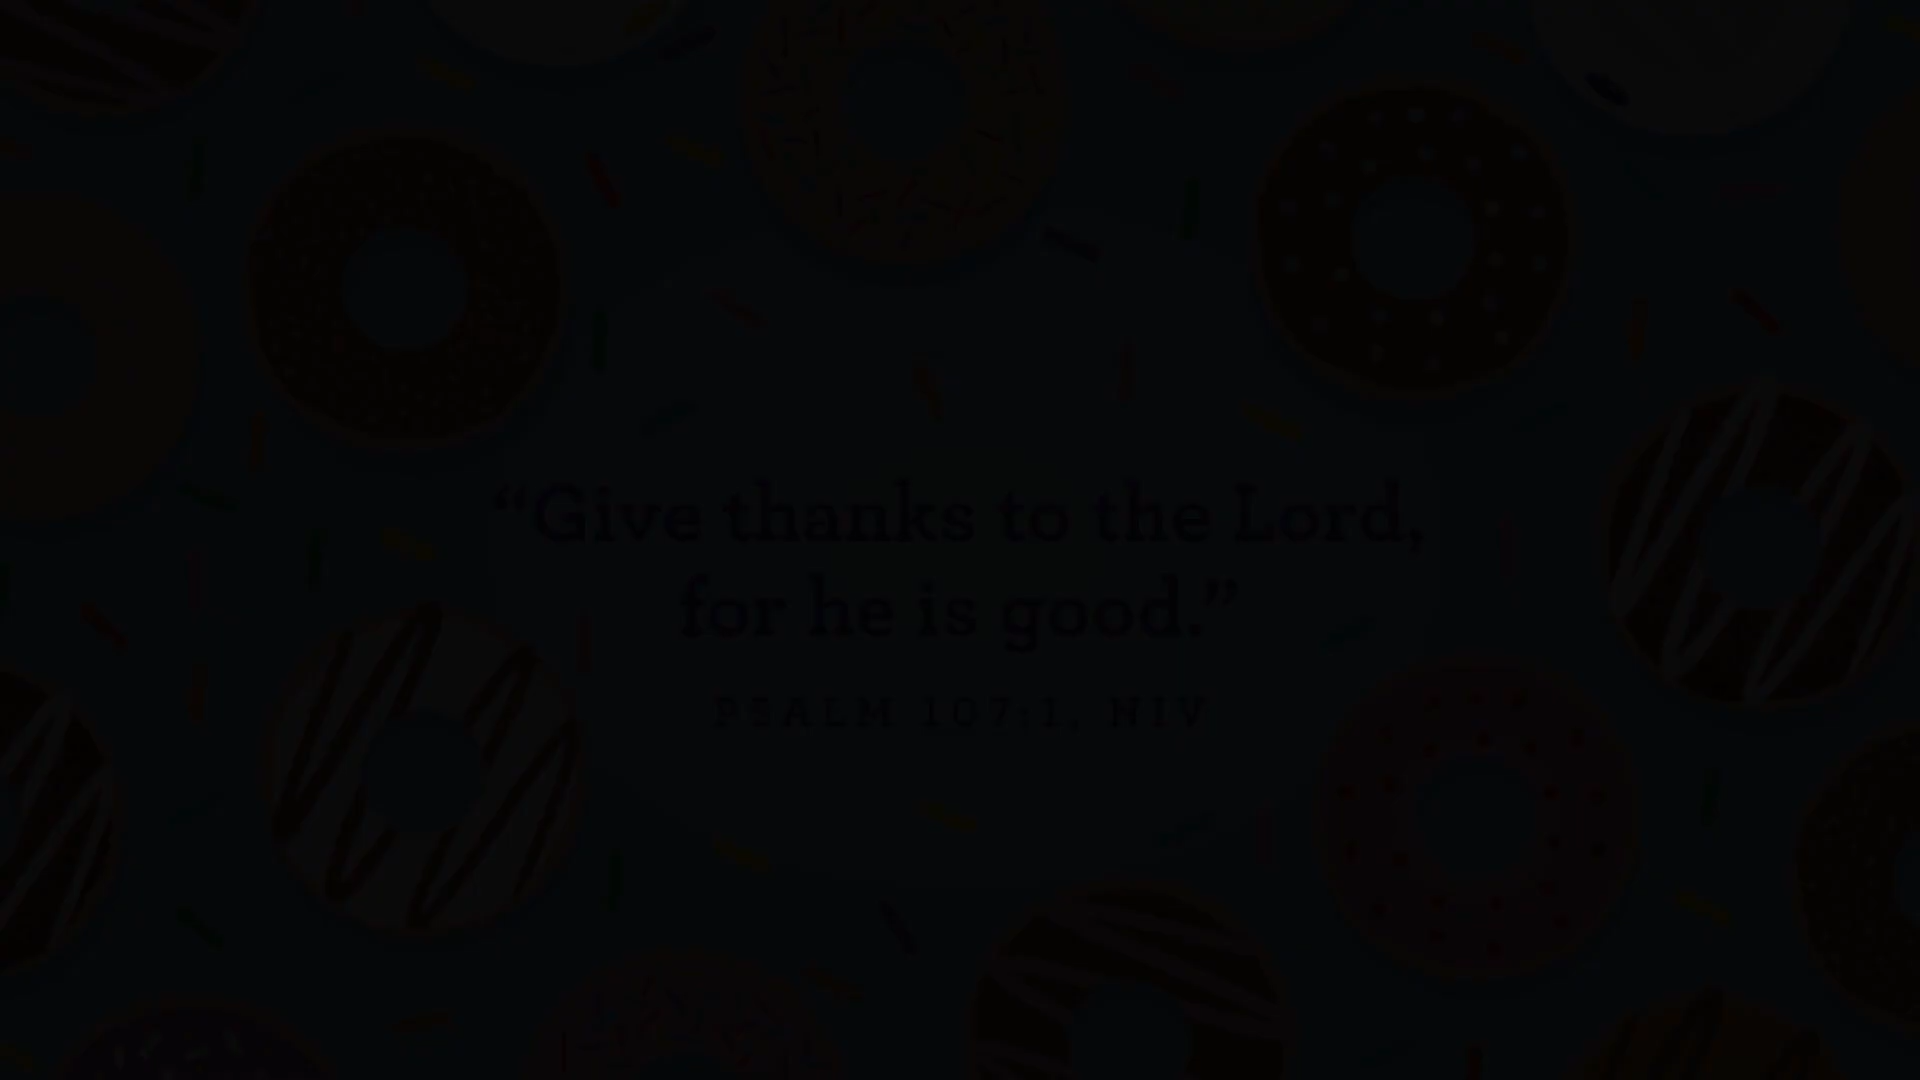 “Give thanks to the Lord,
for he is good.”
PSALM 107:1, NIV